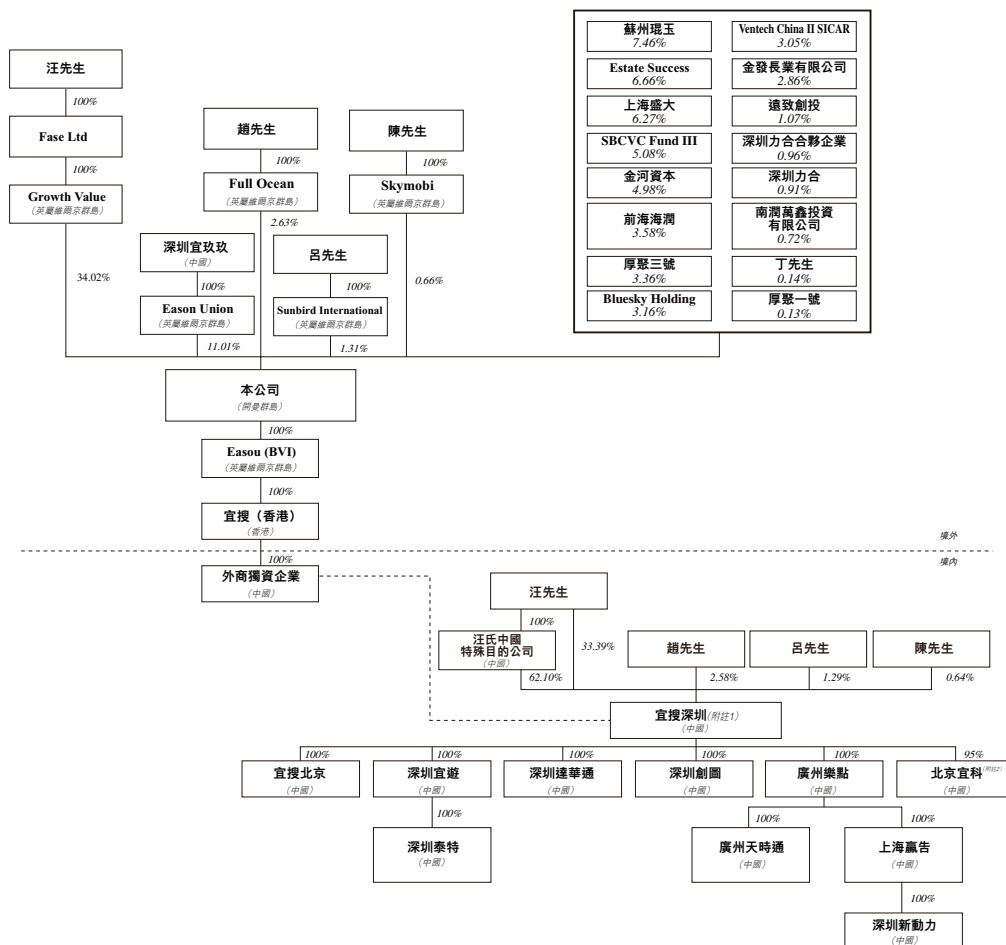 汪先生
100%
Fase Ltd
100%
Growth Value
(英屬維爾京群島)
34.02%
深圳宜玖玖
(中國)
100%
Eason Union
(英屬維爾京群島)
11.01%
趙先生
100%
Full Ocean
(英屬維爾京群島)
2.63%
呂先生
100%
Sunbird International
(英屬維爾京群島)
1.31%
陳先生
100%
Skymobi
(英屬維爾京群島)
0.66%
蘇州琨玉
7.46%
Estate Success
6.66%
上海盛大
6.27%
SBCVC Fund III
5.08%
金河資本
4.98%
前海海潤
3.58%
厚聚三號
3.36%
Bluesky Holding
3.16%
Ventech China II SICAR
3.05%
金發長業有限公司
2.86%
遠致創投
1.07%
深圳力合合夥企業
0.96%
深圳力合
0.91%
南潤萬鑫投資
有限公司
0.72%
丁先生
0.14%
厚聚一號
0.13%
本公司
(開曼群島)
100%
Easou (BVI)
(英屬維爾京群島)
100%
宜搜(香港)
(香港)
境外
境內
100%
外商獨資企業
(中國)
汪先生
100%
汪氏中國
特殊目的公司
(中國)
62.10%
33.39%
趙先生
2.58%
呂先生
1.29%
陳先生
0.64%
宜搜深圳(附註1)
(中國)
100%
宜搜北京
(中國)
100%
深圳宜遊
(中國)
100%
深圳達華通
(中國)
100%
深圳創圖
(中國)
100%
廣州樂點
(中國)
95%
北京宜科(附註2)
(中國)
100%
深圳泰特
(中國)
100%
廣州天時通
(中國)
100%
上海贏告
(中國)
100%
深圳新動力
(中國)